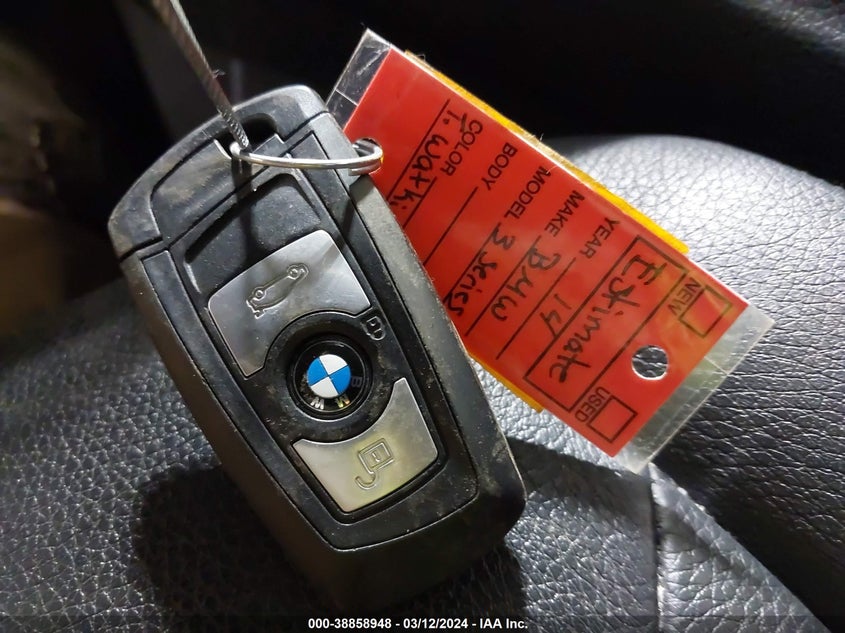 Estimate
NEW
USED
YEAR 14
MAKE BMW
MODEL 3 Series
BODY
COLOR
BMW
000-38858948 - 03/12/2024 - IAA Inc.